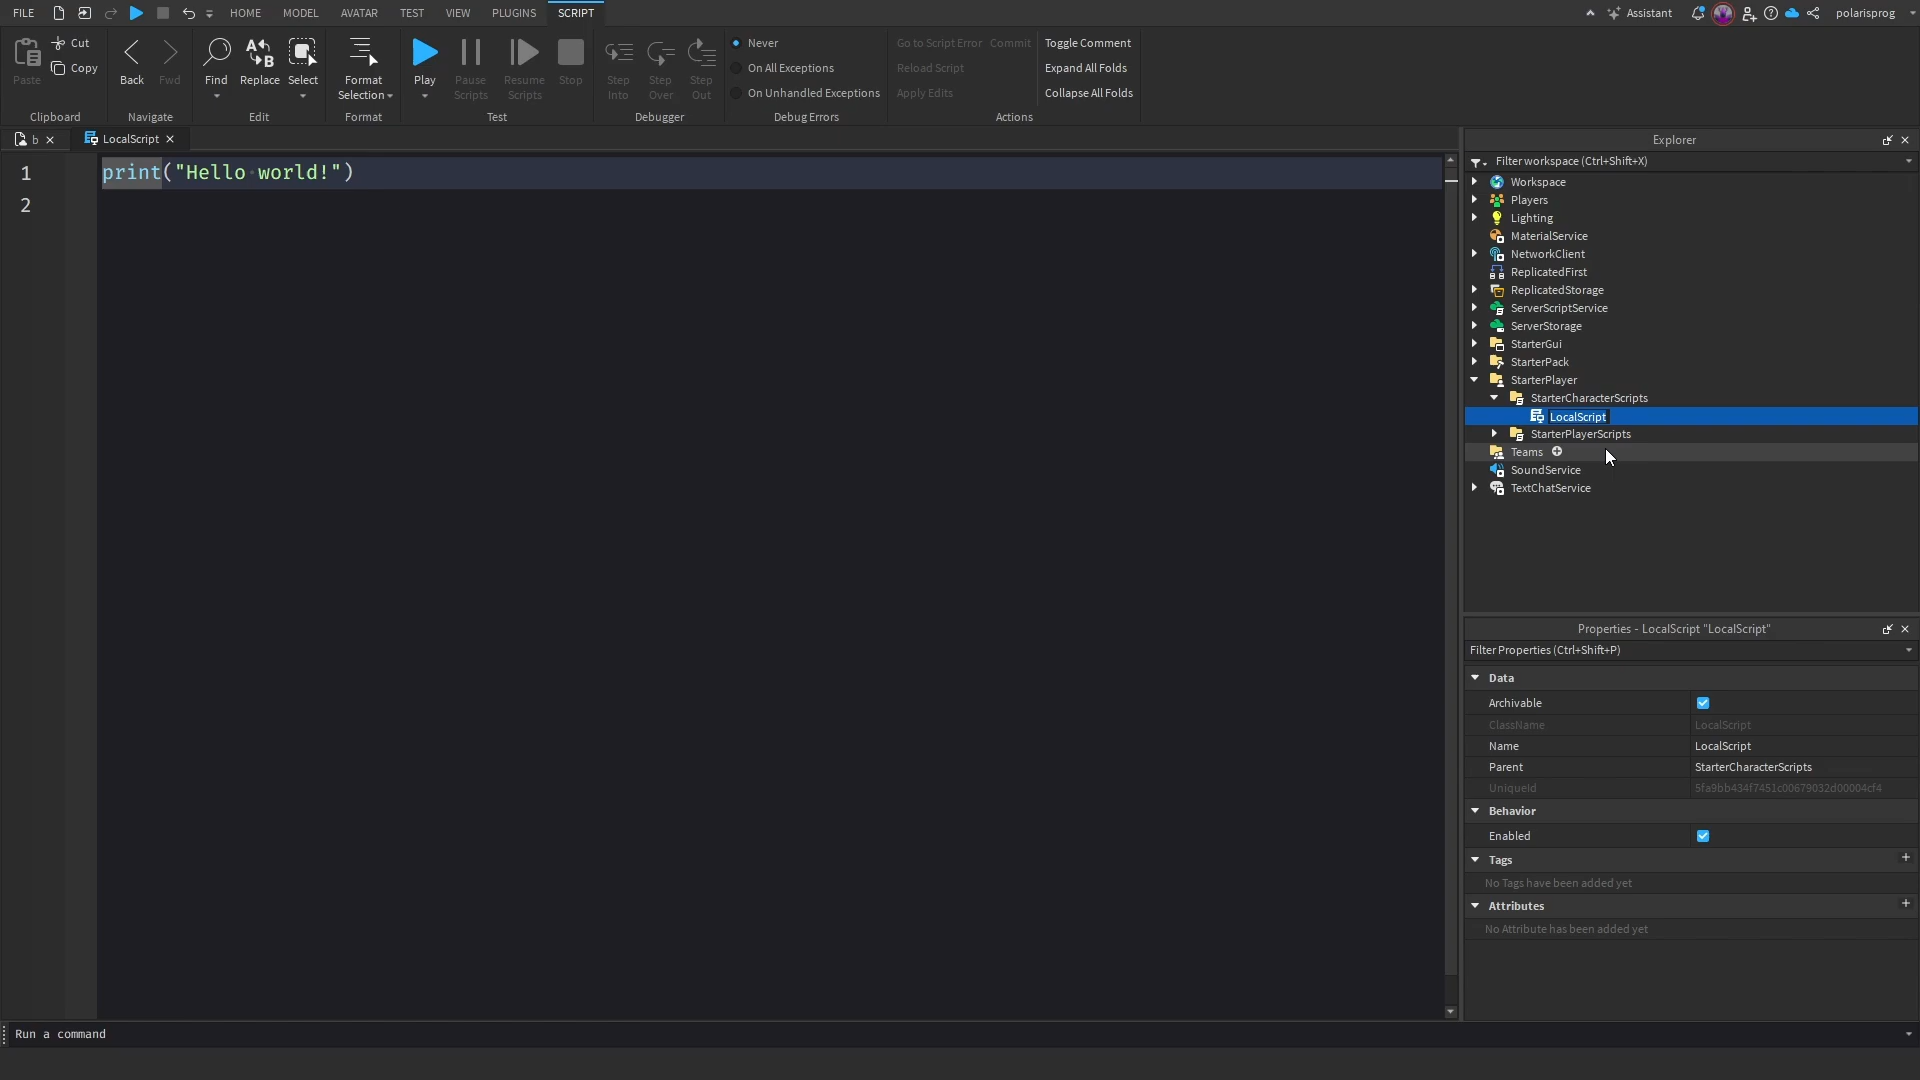 FILE HOME MODEL AVATAR TEST VIEW PLUGINS SCRIPT Assistant polarisprog
Paste Cut Copy
Clipboard
Back Fwd
Navigate
Find Replace Select
Edit
Format Selection
Format
Play Pause Scripts Resume Scripts Stop
Test
Step Into Step Over Step Out
Debugger
Never
On All Exceptions
On Unhandled Exceptions
Debug Errors
Go to Script Error Commit Toggle Comment
Reload Script Expand All Folds
Apply Edits Collapse All Folds
Actions
b LocalScript
1 print("Hello world!")
2
Explorer
Filter workspace (Ctrl+Shift+X)
Workspace
Players
Lighting
MaterialService
NetworkClient
ReplicatedFirst
ReplicatedStorage
ServerScriptService
ServerStorage
StarterGui
StarterPack
StarterPlayer
StarterCharacterScripts
LocalScript
StarterPlayerScripts
Teams
SoundService
TextChatService
Properties - LocalScript "LocalScript"
Filter Properties (Ctrl+Shift+P)
Data
Archivable
ClassName LocalScript
Name LocalScript
Parent StarterCharacterScripts
UniqueId 5fa9bb434f7451c00679032d00004cf4
Behavior
Enabled
Tags
No Tags have been added yet
Attributes
No Attribute has been added yet
Run a command